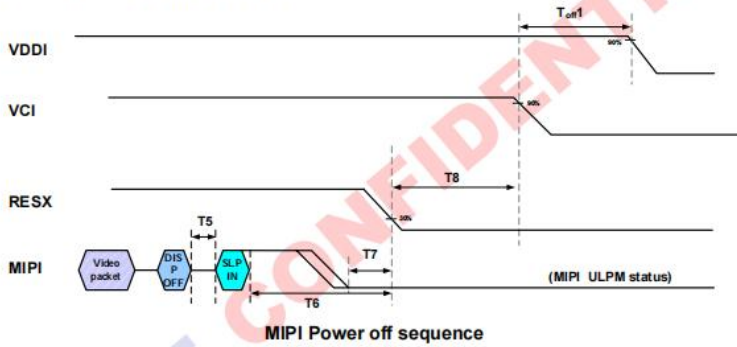 Toff1
VDDI
90%
VCI
90%
T8
RESX
30%
T5
T7
MIPI
Video
packet
DIS
P
OFF
SLP
IN
(MIPI ULPM status)
T6
MIPI Power off sequence
CONFIDENTI